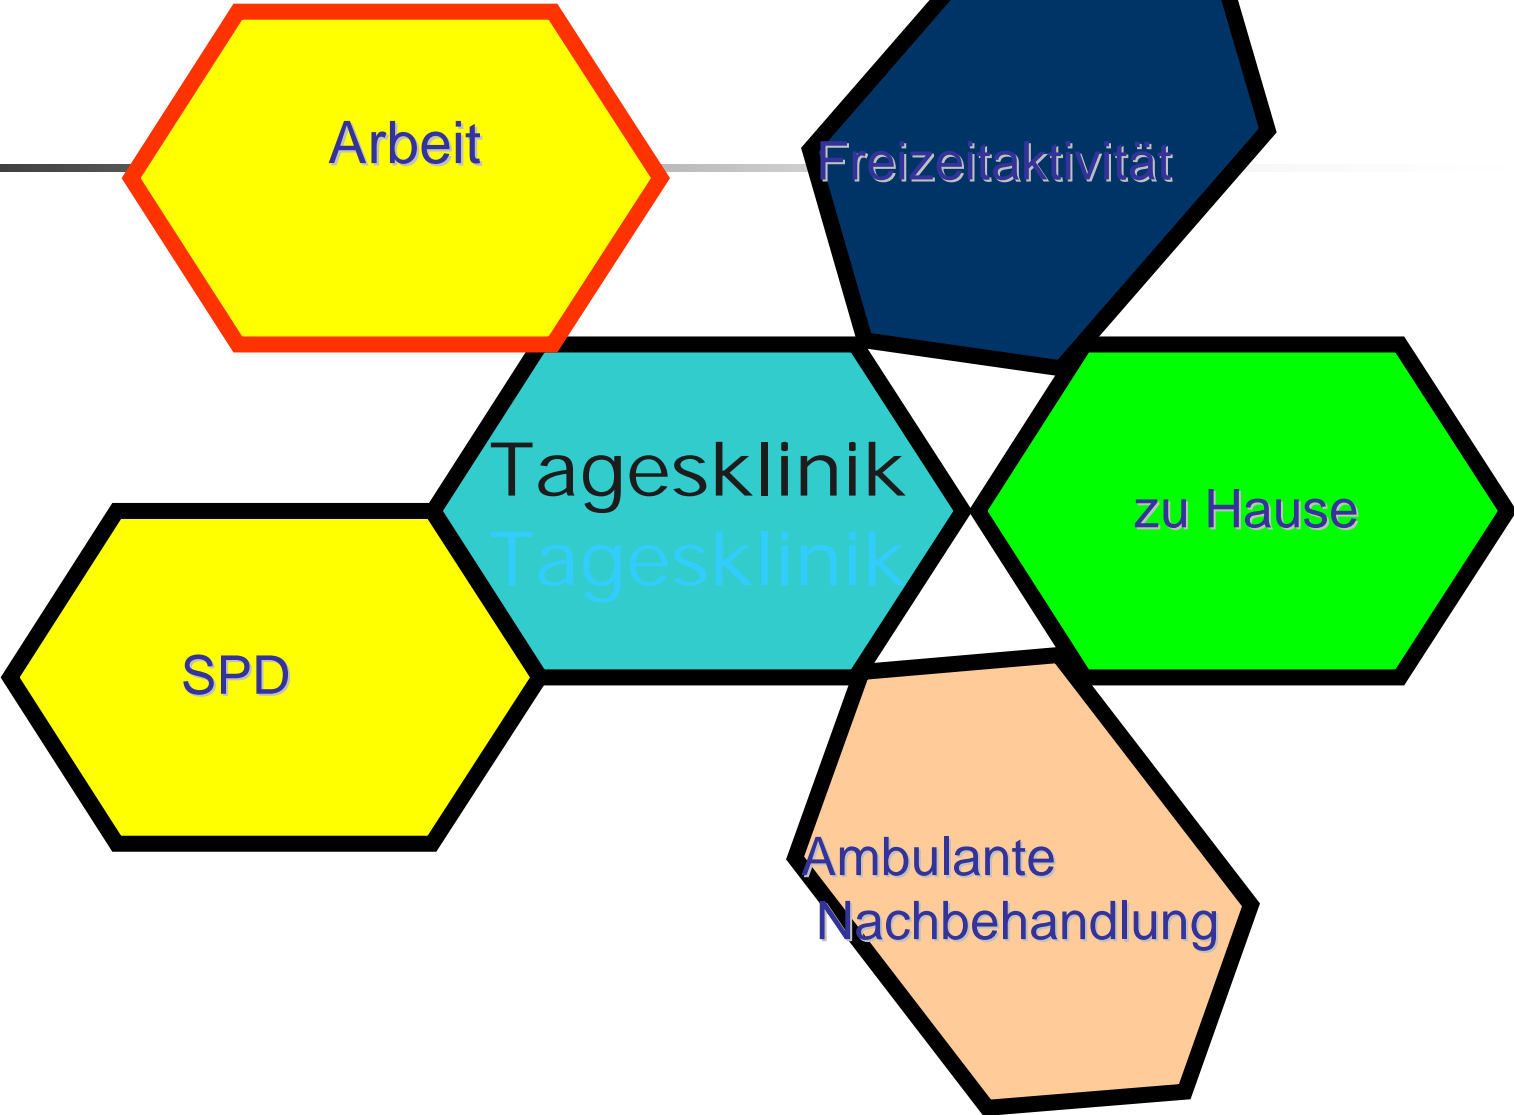 Arbeit
Freizeitaktivität
Tagesklinik
Tagesklinik
zu Hause
SPD
Ambulante
Nachbehandlung